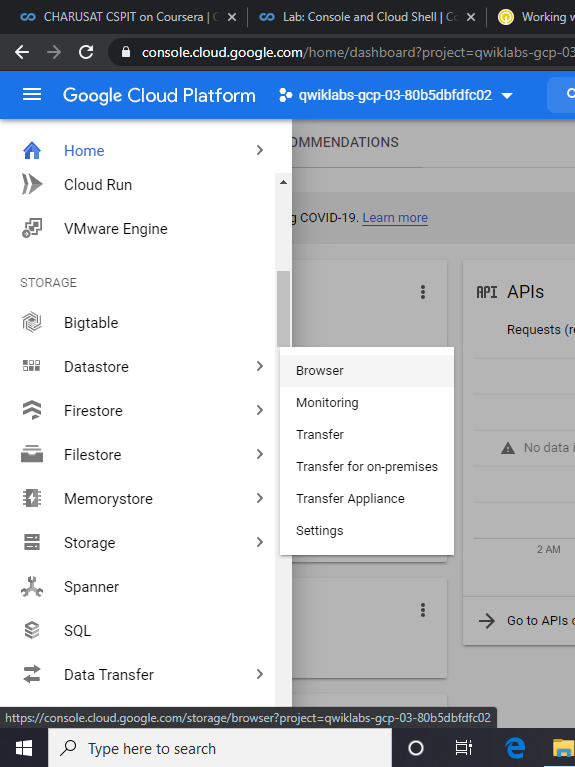 CHARUSAT CSPIT on Coursera | C
Lab: Console and Cloud Shell | Co
Working w
console.cloud.google.com/home/dashboard?project=qwiklabs-gcp-03
Google Cloud Platform
qwiklabs-gcp-03-80b5dbfdfc02
Home
OMMENDATIONS
Cloud Run
g COVID-19. Learn more
VMware Engine
STORAGE
API APIs
Bigtable
Requests (re
Datastore
Browser
Firestore
Monitoring
Transfer
Filestore
No data i
Transfer for on-premises
Memorystore
Transfer Appliance
Storage
Settings
2 AM
Spanner
SQL
Go to APIs o
Data Transfer
https://console.cloud.google.com/storage/browser?project=qwiklabs-gcp-03-80b5dbfdfc02
Type here to search